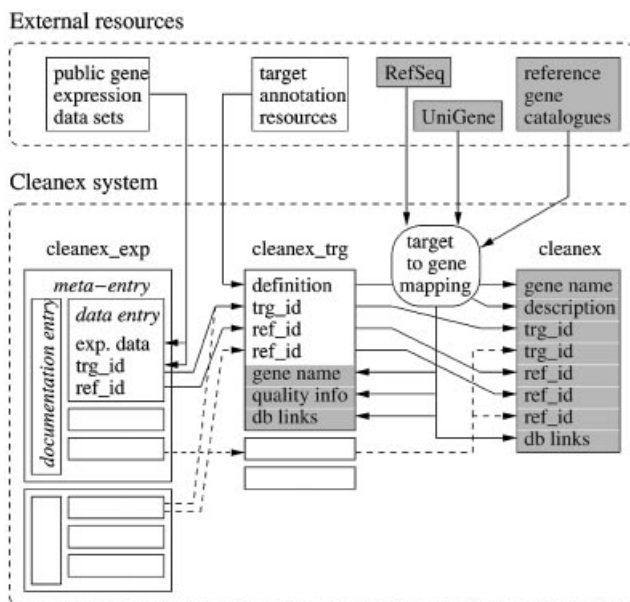 External resources
public gene
expression
data sets
target
annotation
resources
RefSeq
UniGene
reference
gene
catalogues
Cleanex system
cleanex_exp
meta-entry
documentation entry
data entry
exp. data
trg_id
ref_id
cleanex_trg
definition
trg_id
ref_id
ref_id
gene name
quality info
db links
target
to gene
mapping
cleanex
gene name
description
trg_id
trg_id
ref_id
ref_id
ref_id
db links